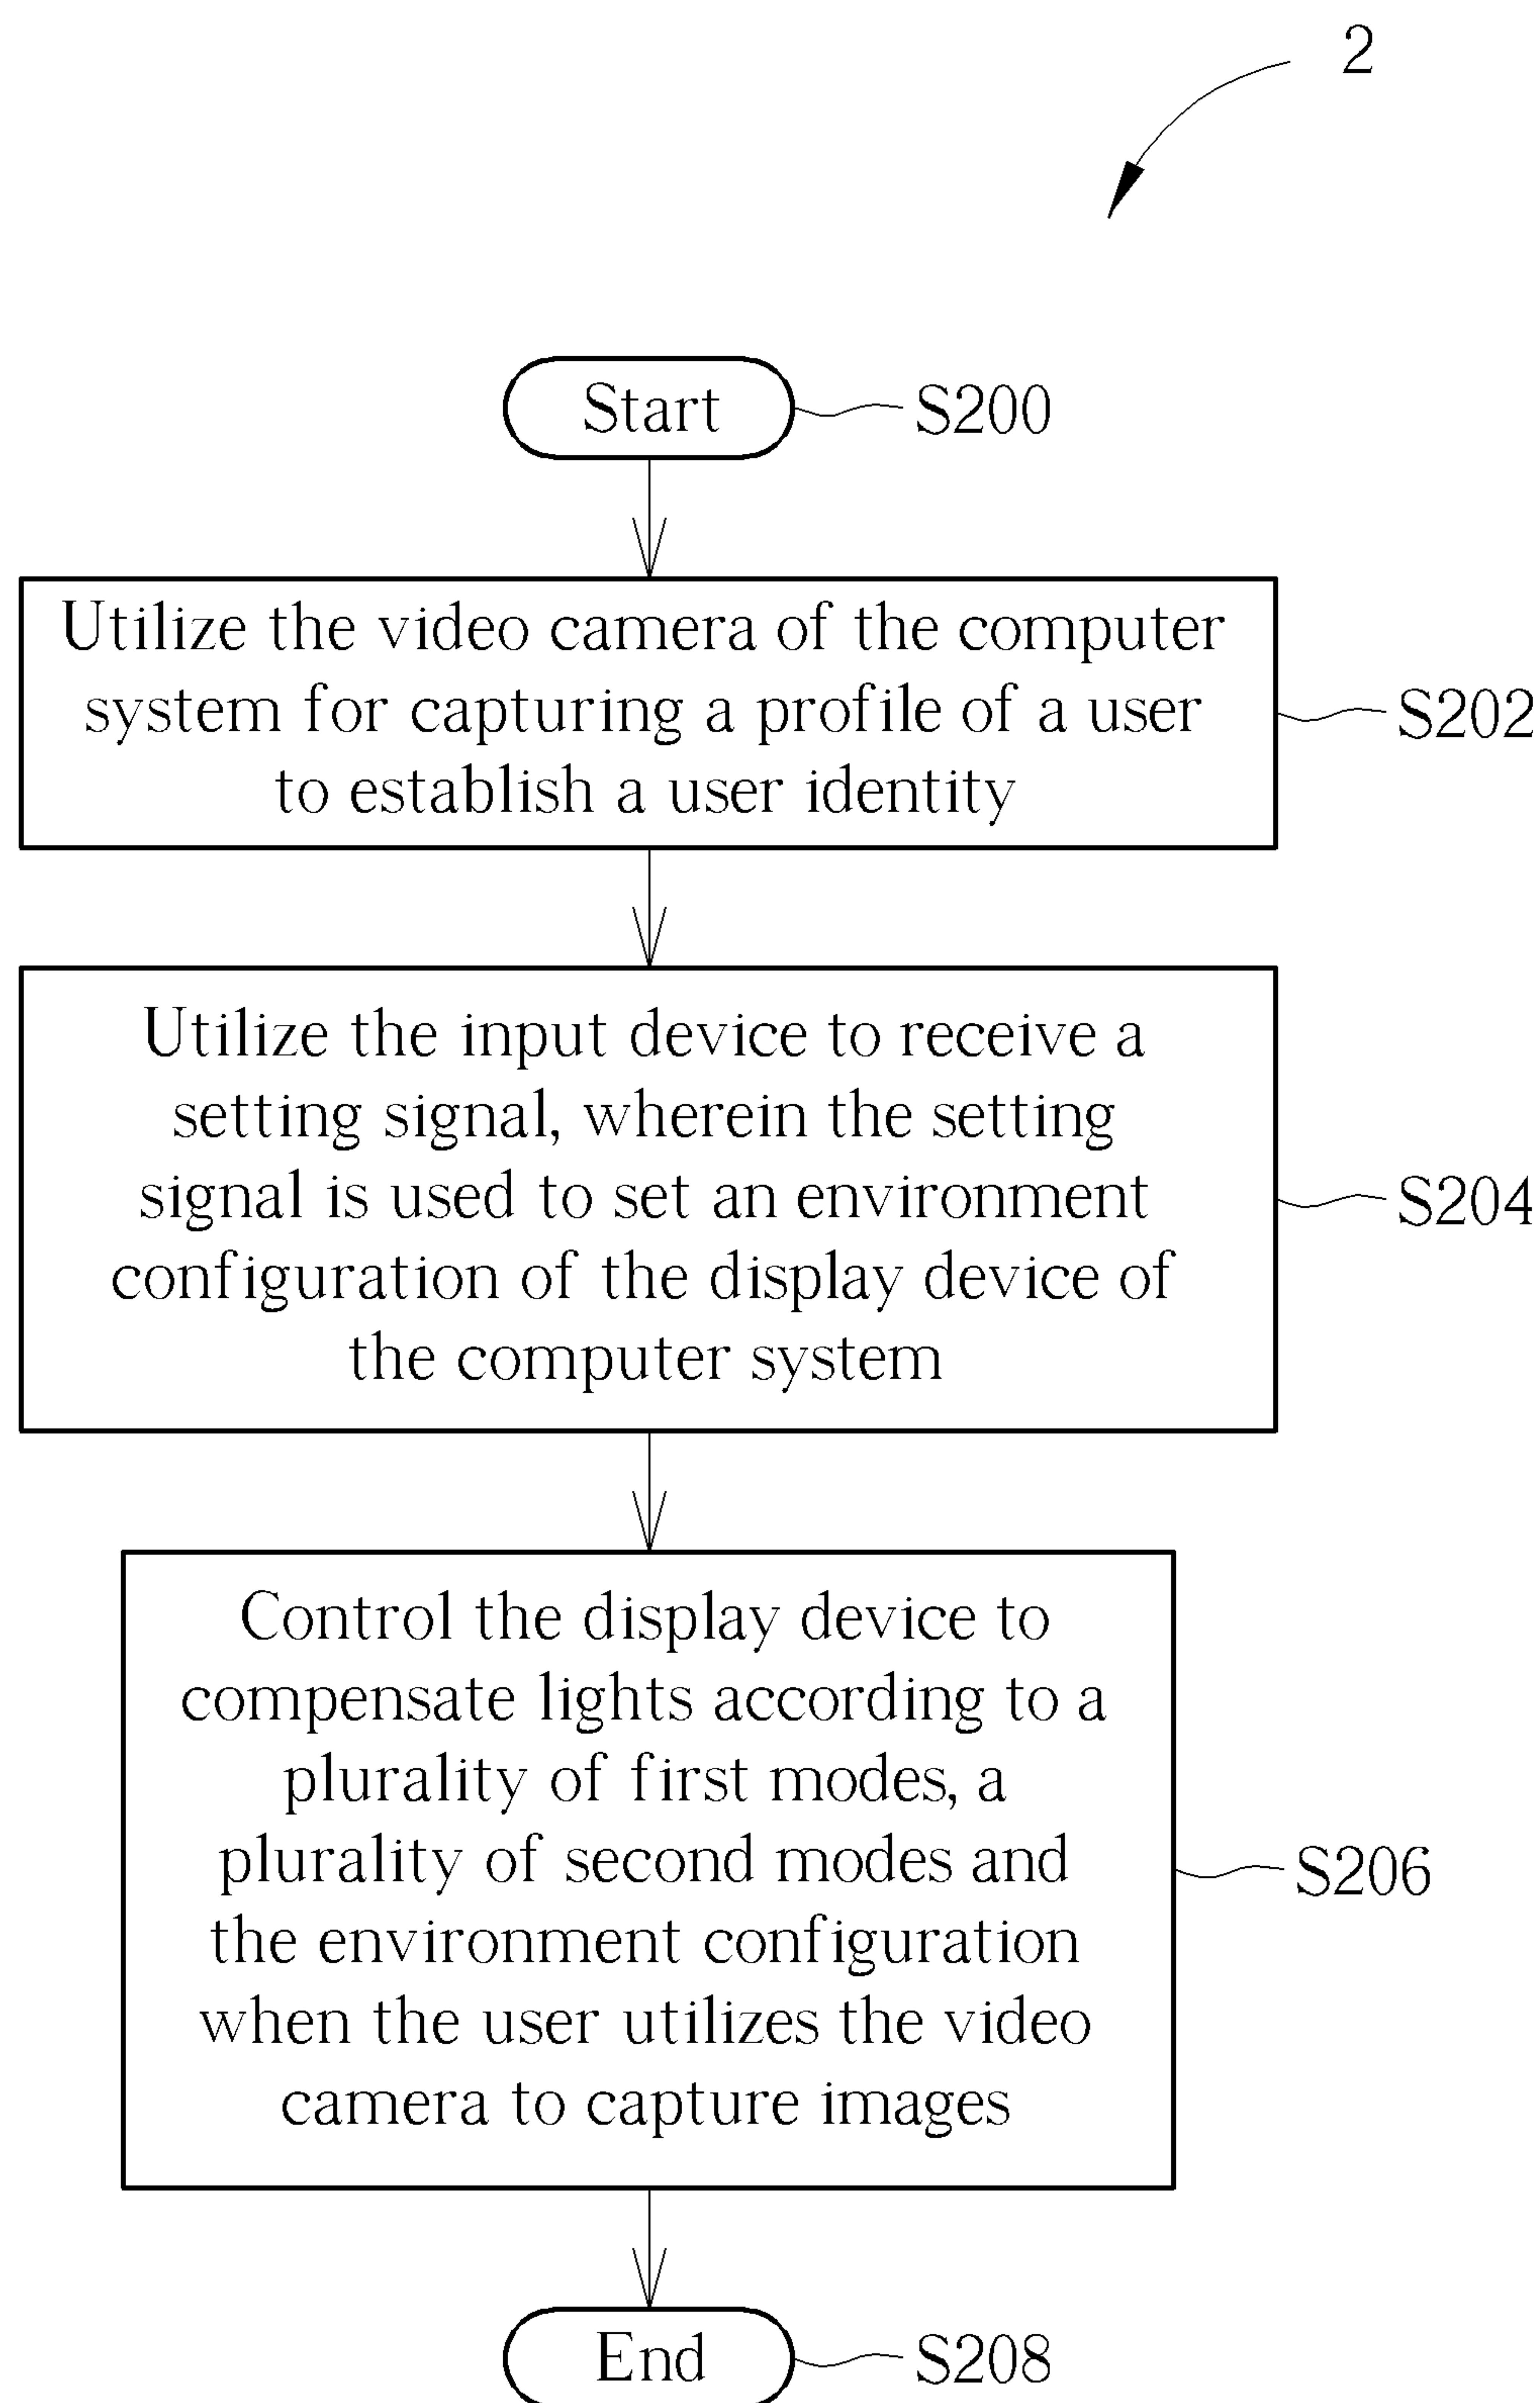 2
Start
S200
Utilize the video camera of the computer
system for capturing a profile of a user
to establish a user identity
S202
Utilize the input device to receive a
setting signal, wherein the setting
signal is used to set an environment
configuration of the display device of
the computer system
S204
Control the display device to
compensate lights according to a
plurality of first modes, a
plurality of second modes and
the environment configuration
when the user utilizes the video
camera to capture images
S206
End
S208